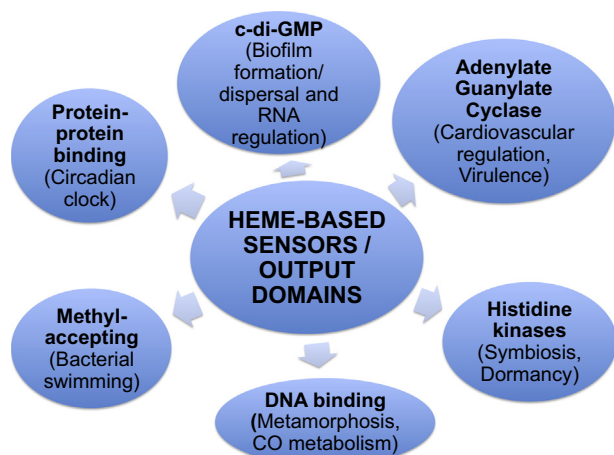 c-di-GMP
(Biofilm
formation/
dispersal and
RNA
regulation)
Adenylate
Guanylate
Cyclase
(Cardiovascular
regulation,
Virulence)
Protein-
protein
binding
(Circadian
clock)
HEME-BASED
SENSORS /
OUTPUT
DOMAINS
Methyl-
accepting
(Bacterial
swimming)
Histidine
kinases
(Symbiosis,
Dormancy)
DNA binding
(Metamorphosis,
CO metabolism)